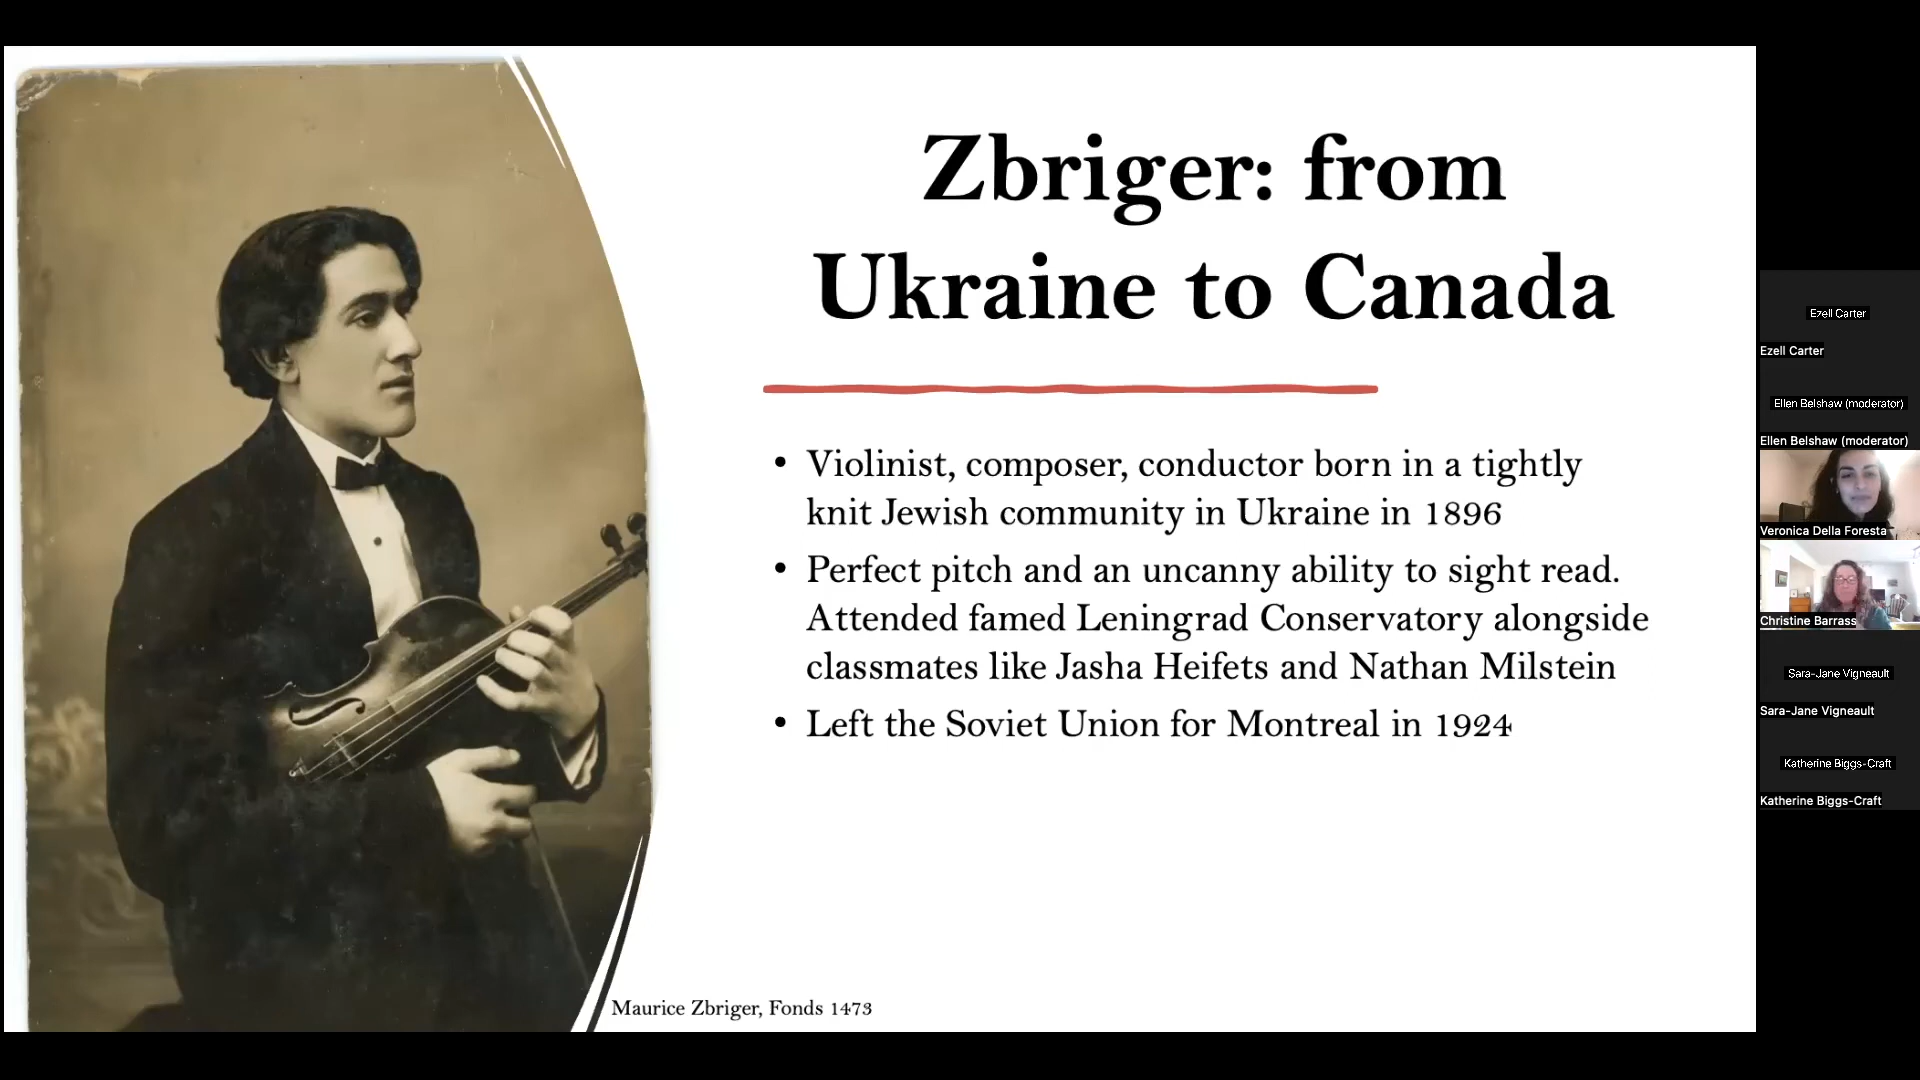 Zbriger: from
Ukraine to Canada
• Violinist, composer, conductor born in a tightly
knit Jewish community in Ukraine in 1896
• Perfect pitch and an uncanny ability to sight read.
Attended famed Leningrad Conservatory alongside
classmates like Jasha Heifets and Nathan Milstein
• Left the Soviet Union for Montreal in 1924
Maurice Zbriger, Fonds 1473
Ezell Carter
Ezell Carter
Ellen Belshaw (moderator)
Ellen Belshaw (moderator)
Veronica Della Foresta
Christine Barrass
Sara-Jane Vigneault
Sara-Jane Vigneault
Katherine Biggs-Craft
Katherine Biggs-Craft